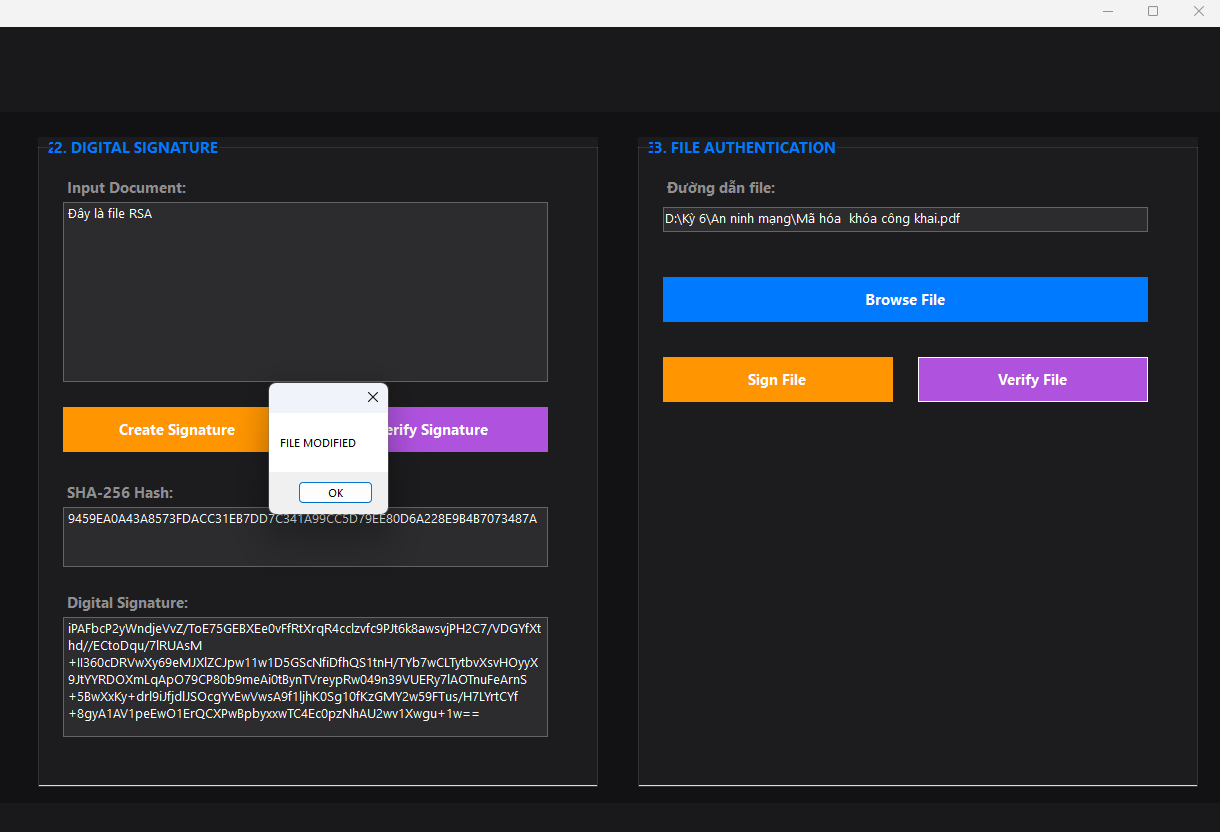 2. DIGITAL SIGNATURE
Input Document:
Đây là file RSA
Create Signature
erify Signature
SHA-256 Hash:
9459EA0A43A8573FDACC31EB7DD7C341A99CC5D79EE80D6A228E9B4B7073487A
Digital Signature:
iPAFbcP2yWndjeVvZ/ToE75GEBXEe0vFfRtXrqR4cclzvfc9PJt6k8awsvjPH2C7/VDGYfXt
hd//ECtoDqu/7lRUAsM
+II360cDRVwXy69eMJXlZCJpw11w1D5GScNfiDfhQS1tnH/TYb7wCLTytbvXsvHOyyX
9JtYYRDOXmLqApO79CP80b9meAi0tBynTVreypRw049n39VUERy7lAOTnuFeArnS
+5BwXxKy+drl9iJfjdlJSOcgYvEwVwsA9f1ljhK0Sg10fKzGMY2w59FTus/H7LYrtCYf
+8gyA1AV1peEwO1ErQCXPwBpbyxxwTC4Ec0pzNhAU2wv1Xwgu+1w==
FILE MODIFIED
OK
3. FILE AUTHENTICATION
Đường dẫn file:
D:\Kỳ 6\An ninh mạng\Mã hóa  khóa công khai.pdf
Browse File
Sign File
Verify File